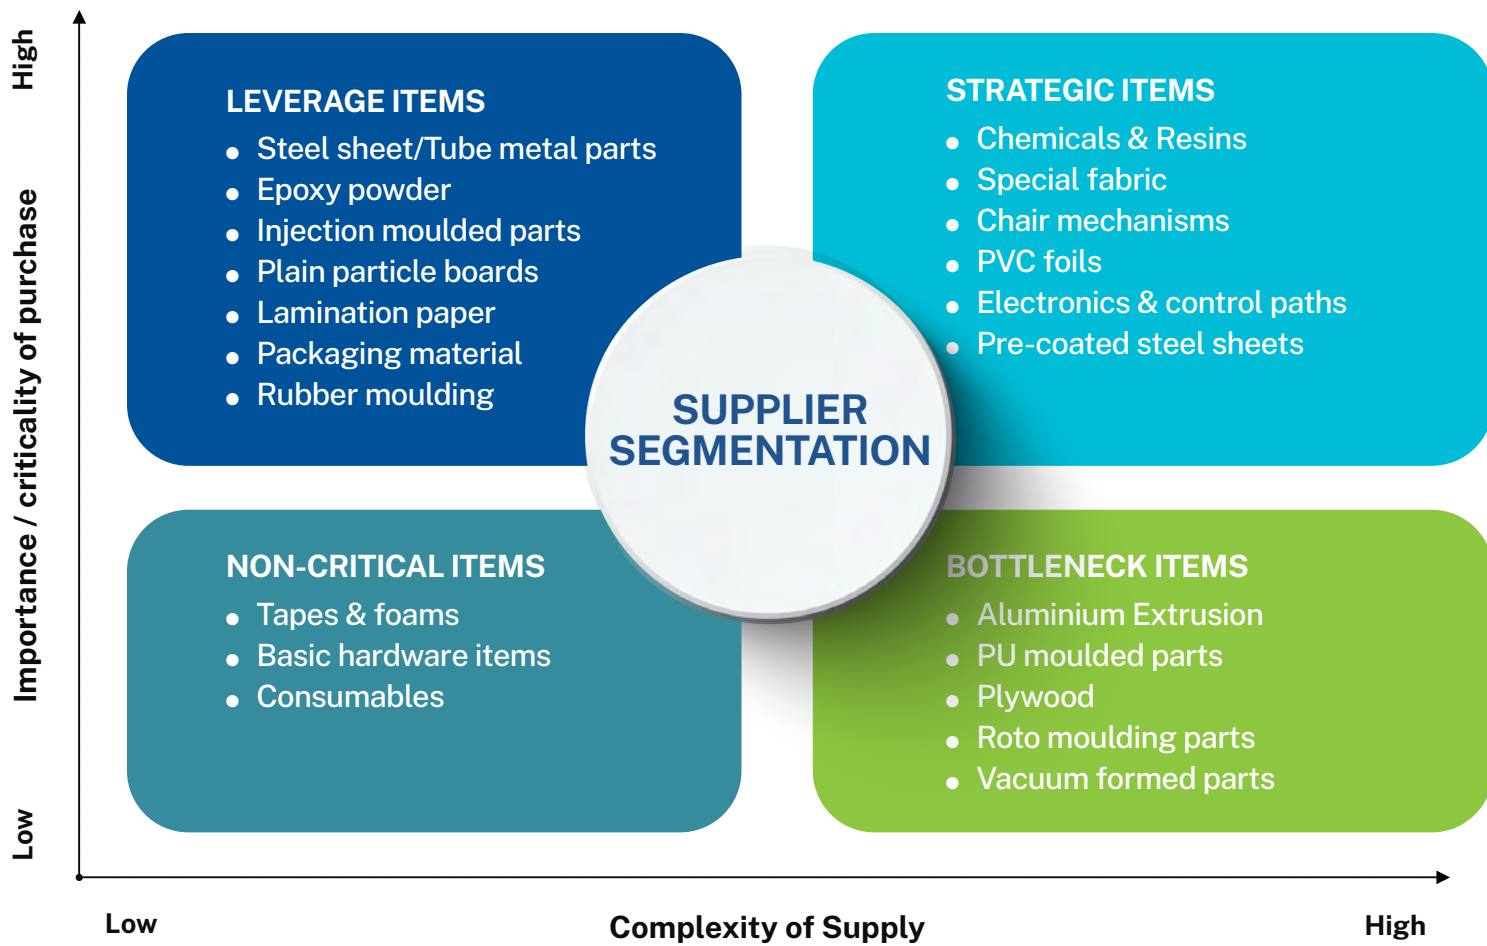 High
Importance / criticality of purchase
Low
LEVERAGE ITEMS
Steel sheet/Tube metal parts
Epoxy powder
Injection moulded parts
Plain particle boards
Lamination paper
Packaging material
Rubber moulding
STRATEGIC ITEMS
Chemicals & Resins
Special fabric
Chair mechanisms
PVC foils
Electronics & control paths
Pre-coated steel sheets
SUPPLIER
SEGMENTATION
NON-CRITICAL ITEMS
Tapes & foams
Basic hardware items
Consumables
BOTTLENECK ITEMS
Aluminium Extrusion
PU moulded parts
Plywood
Roto moulding parts
Vacuum formed parts
Low
Complexity of Supply
High